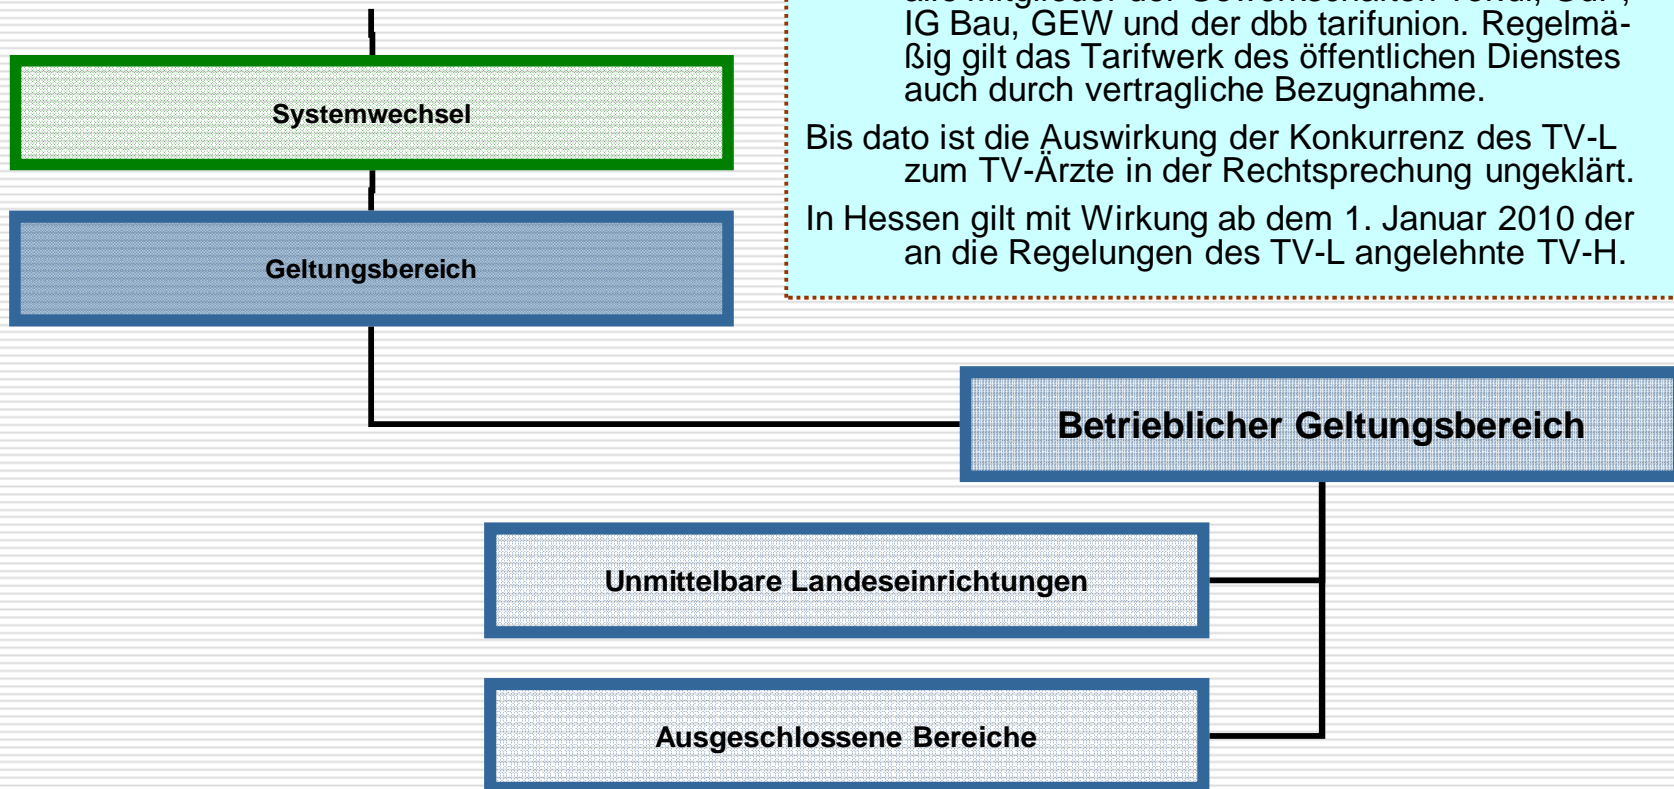 IG Bau, GEW und der dbb tarifunion. Regelmä-
ßig gilt das Tarifwerk des öffentlichen Dienstes
auch durch vertragliche Bezugnahme.
Bis dato ist die Auswirkung der Konkurrenz des TV-L
zum TV-Ärzte in der Rechtsprechung ungeklärt.
In Hessen gilt mit Wirkung ab dem 1. Januar 2010 der
an die Regelungen des TV-L angelehnte TV-H.
Systemwechsel
Geltungsbereich
Betrieblicher Geltungsbereich
Unmittelbare Landeseinrichtungen
Ausgeschlossene Bereiche